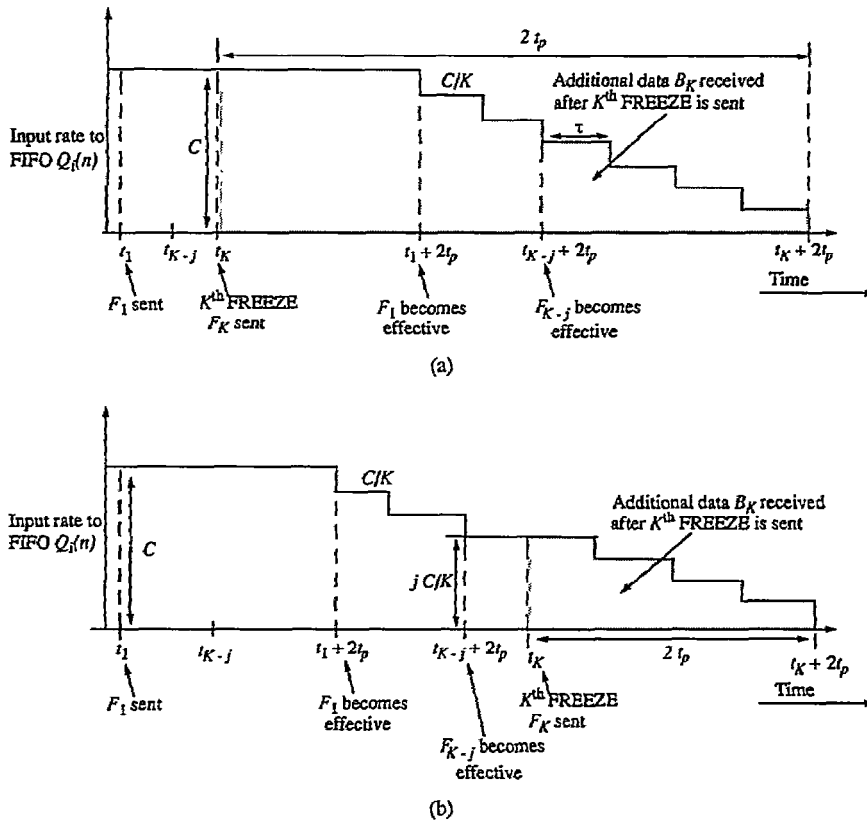 2 t_p
C/K
Additional data B_K received
after K^th FREEZE is sent
τ
Input rate to
FIFO Q_i(n)
C
t_1
t_K-j
t_K
t_1 + 2t_p
t_K-j + 2t_p
t_K + 2t_p
F_1 sent
K^th FREEZE
F_K sent
F_1 becomes
effective
F_K-j becomes
effective
Time
(a)
C/K
Additional data B_K received
after K^th FREEZE is sent
Input rate to
FIFO Q_i(n)
C
j C/K
t_1
t_K-j
t_1 + 2t_p
t_K-j + 2t_p
t_K
2 t_p
t_K + 2t_p
F_1 sent
F_1 becomes
effective
K^th FREEZE
F_K sent
Time
F_K-j becomes
effective
(b)